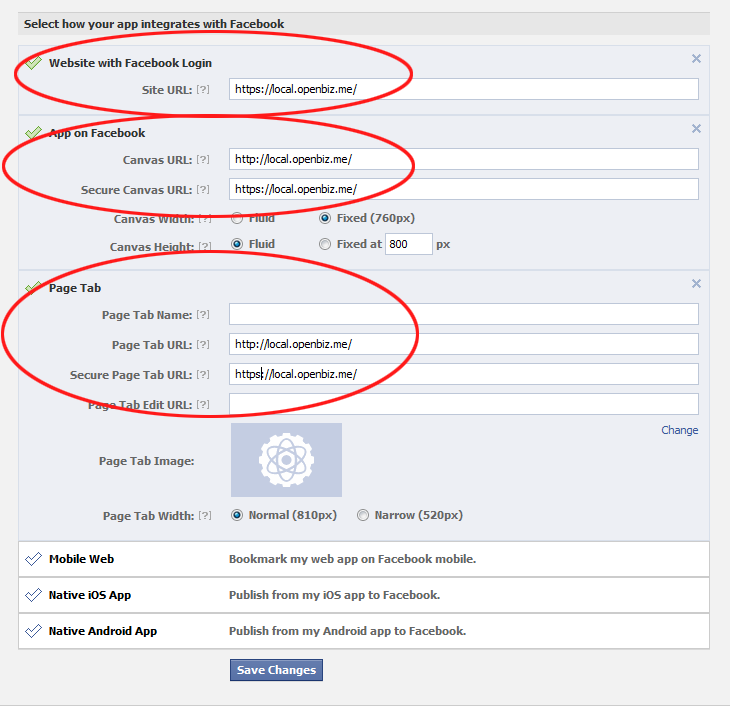 Select how your app integrates with Facebook
Website with Facebook Login
Site URL: [?] https://local.openbiz.me/
App on Facebook
Canvas URL: [?] http://local.openbiz.me/
Secure Canvas URL: [?] https://local.openbiz.me/
Canvas Width: [?] Fluid Fixed (760px)
Canvas Height: [?] Fluid Fixed at 800 px
Page Tab
Page Tab Name: [?]
Page Tab URL: [?] http://local.openbiz.me/
Secure Page Tab URL: [?] https://local.openbiz.me/
Page Tab Edit URL: [?]
Change
Page Tab Image:
Page Tab Width: [?] Normal (810px) Narrow (520px)
Mobile Web Bookmark my web app on Facebook mobile.
Native iOS App Publish from my iOS app to Facebook.
Native Android App Publish from my Android app to Facebook.
Save Changes